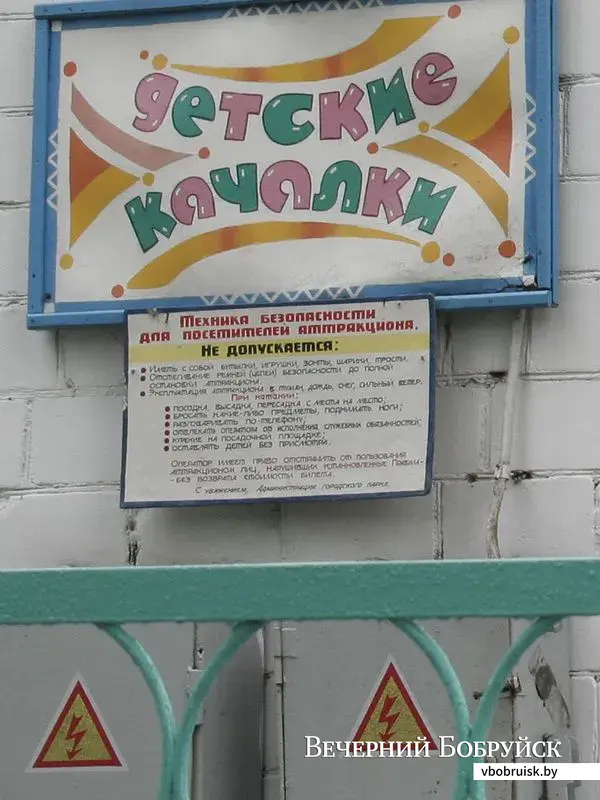 детские
качалки
Техника безопасности
для посетителей аттракциона.
Не допускается:
Иметь с собой бутылки, игрушки, зонты, шарики, трости.
Отстегивание ремней (цепей) безопасности до полной
остановки аттракциона.
Эксплуатация аттракциона в туман, дождь, снег, сильный ветер.
При катании:
посадка, высадка, пересадка с места на место;
бросать какие-либо предметы, поднимать ноги;
разговаривать по телефону;
отвлекать оператора от исполнения служебных обязанностей;
курение на посадочной площадке;
оставлять детей без присмотра.
Оператор имеет право отстранить от пользования
аттракционом лиц, нарушивших установленные Правила
без возврата стоимости билета.
С уважением, Администрация городского парка.
Вечерний Бобруйск
vbobruisk.by